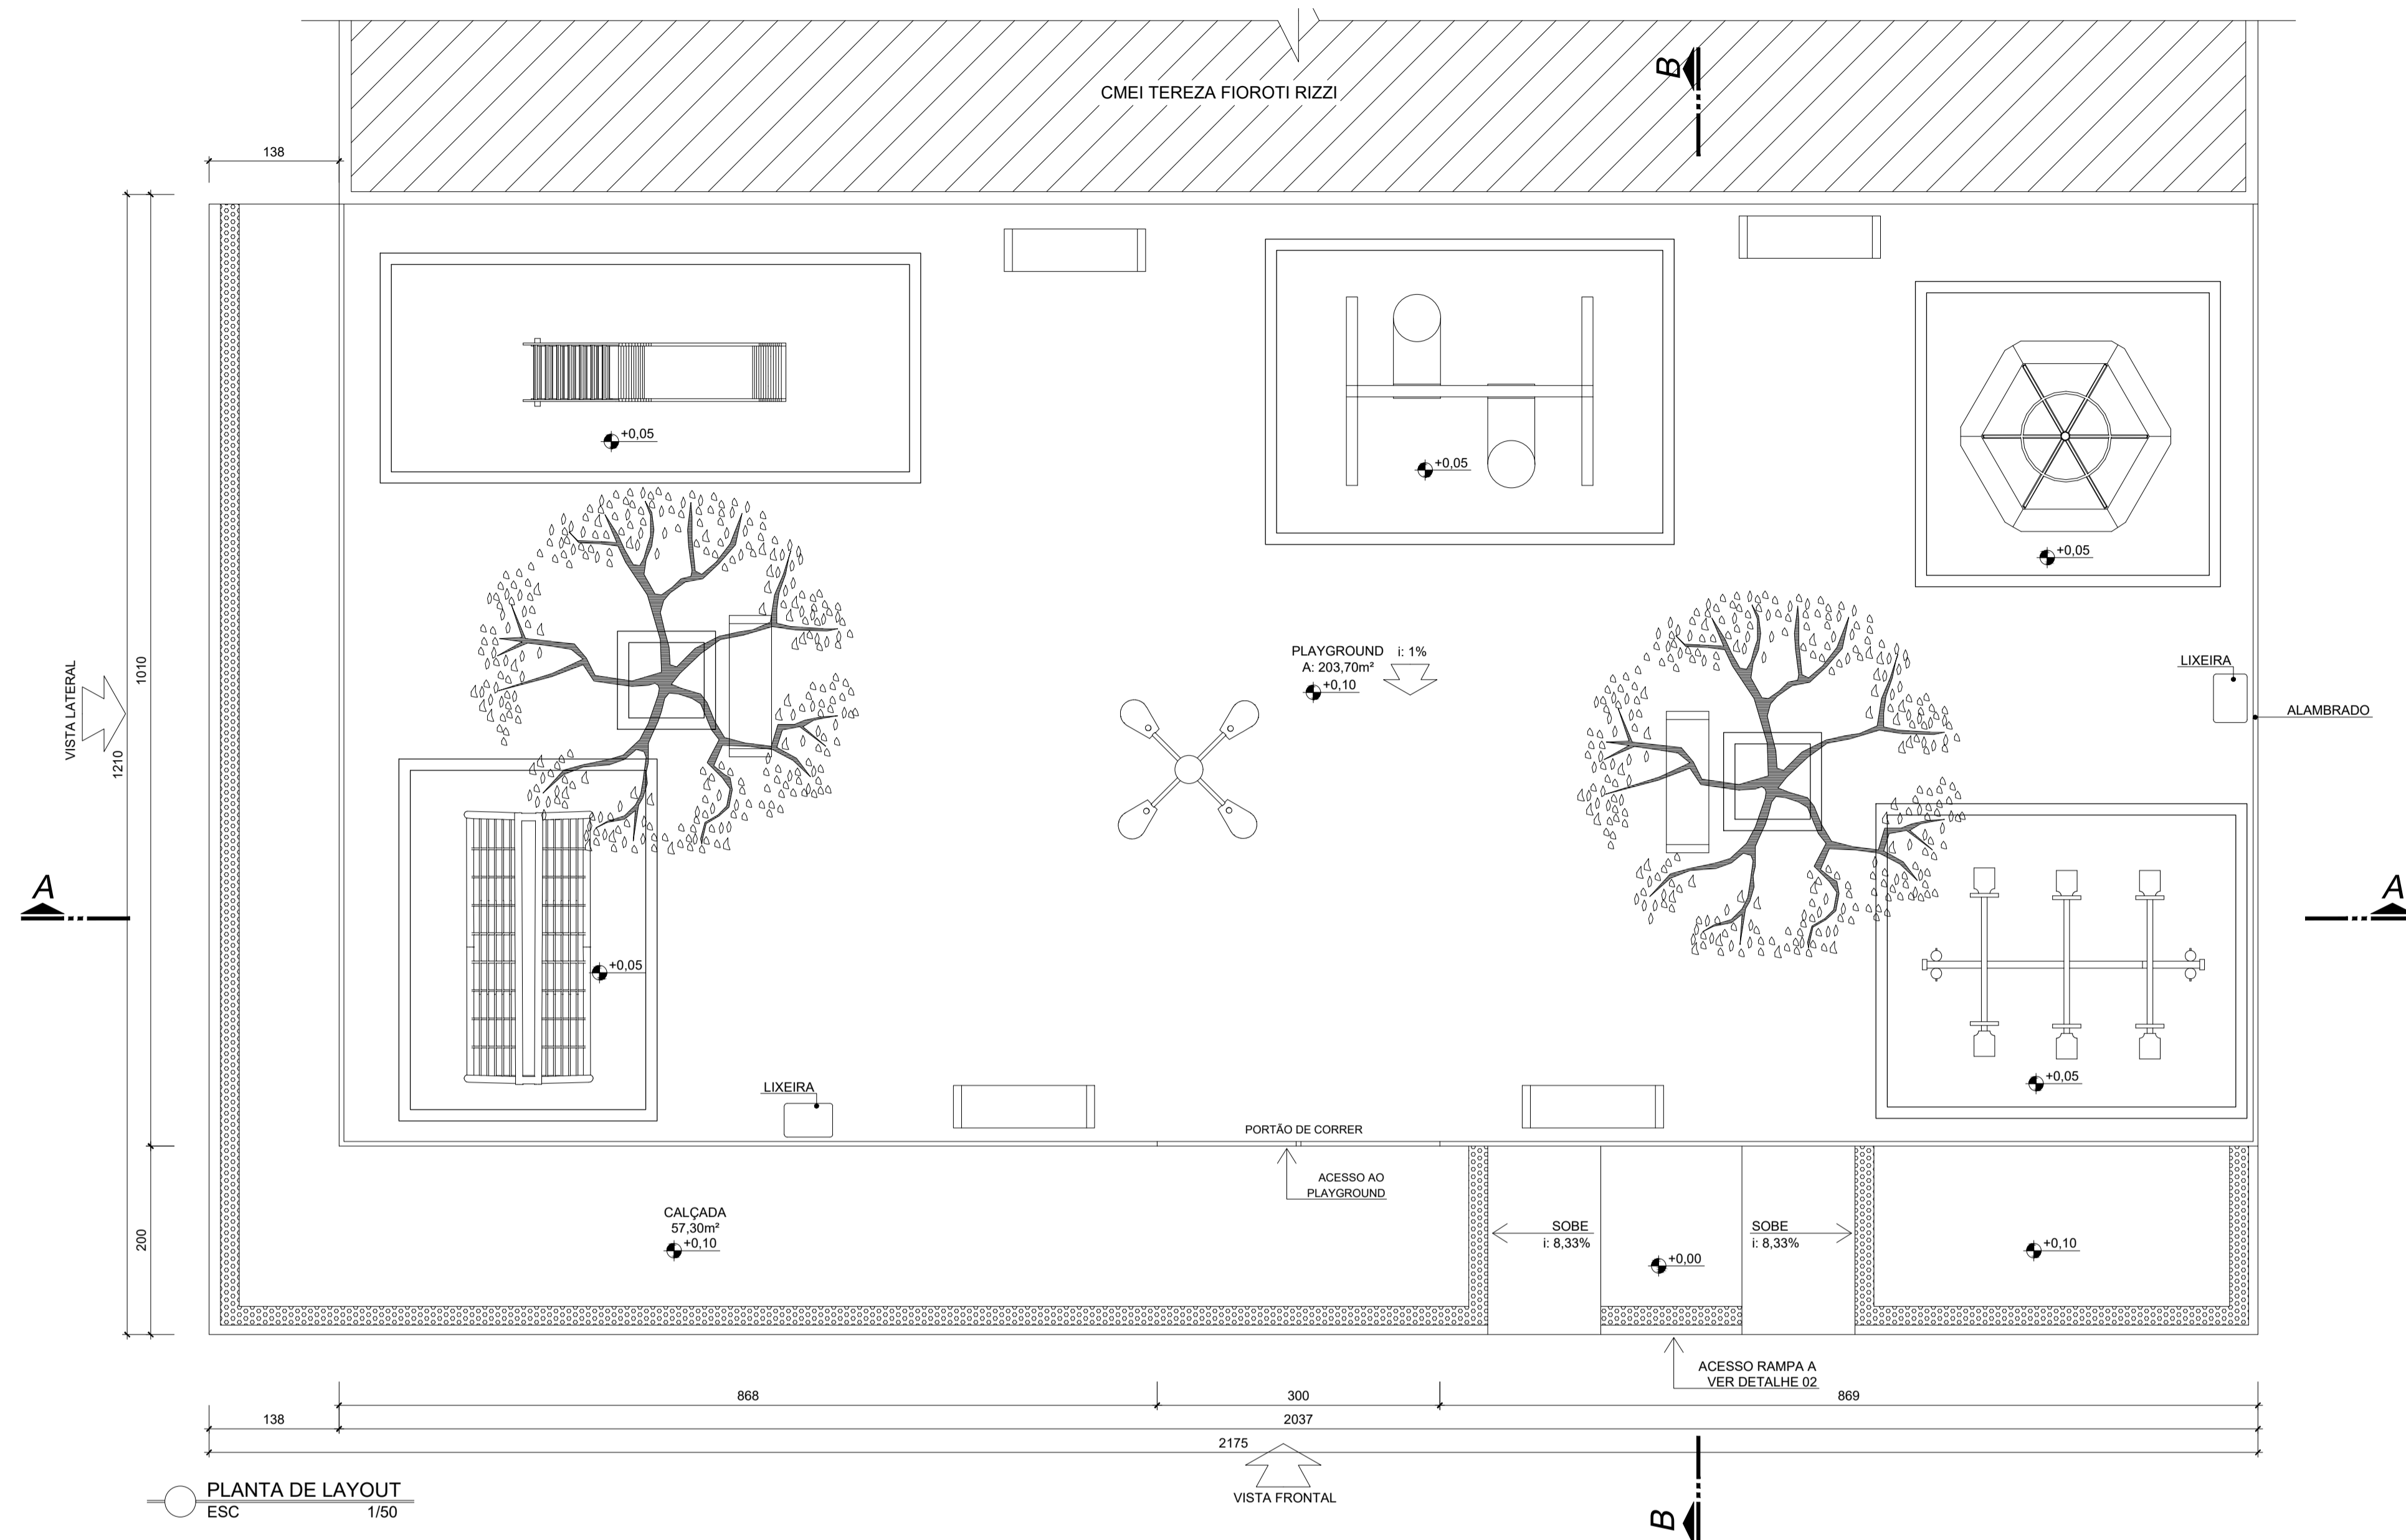 CMEI TEREZA FIOROTI RIZZI
B
138
+0,05
+0,05
+0,05
VISTA LATERAL
1210
1010
PLAYGROUND i: 1%
A: 203,70m²
+0,10
LIXEIRA
ALAMBRADO
A
A
+0,05
+0,05
LIXEIRA
PORTÃO DE CORRER
ACESSO AO
PLAYGROUND
200
CALÇADA
57,30m²
+0,10
SOBE
i: 8,33%
+0,00
SOBE
i: 8,33%
+0,10
ACESSO RAMPA A
VER DETALHE 02
868
300
869
138
2037
2175
VISTA FRONTAL
B
PLANTA DE LAYOUT
ESC 1/50